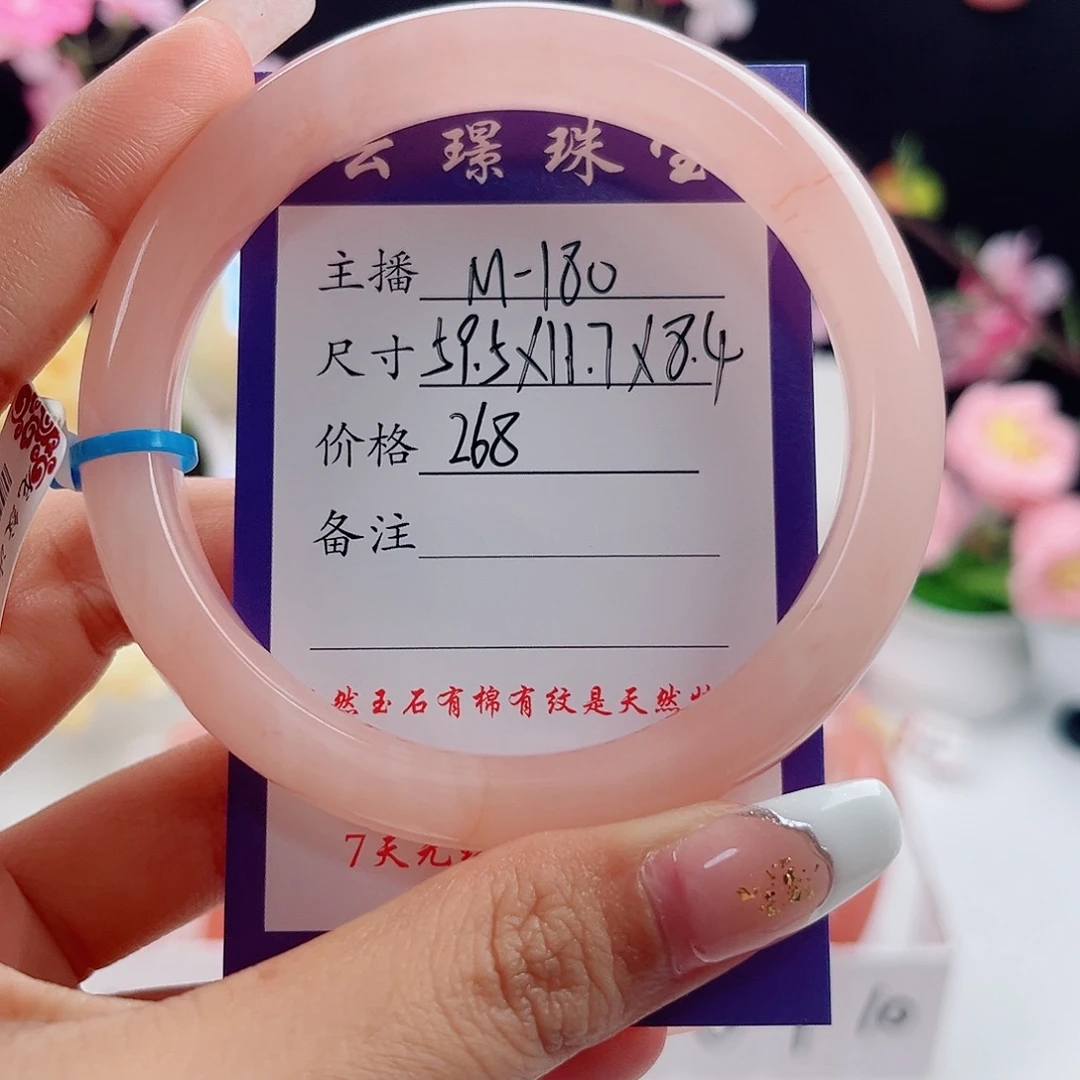 云璟珠宝
主播 M-180
尺寸 59.5X11.7X8.4
价格 268
备注
然玉石有棉有纹是天然
7天无
10